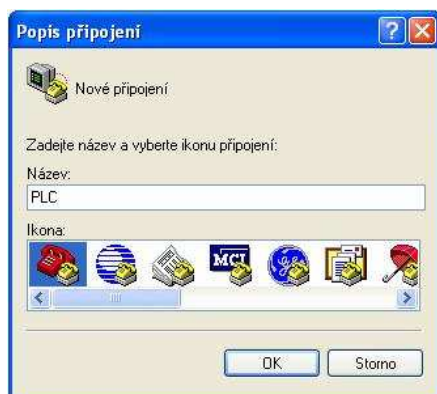 Popis připojení
Nové připojení
Zadejte název a vyberte ikonu připojení:
Název:
PLC
Ikona:
MCI
OK
Storno